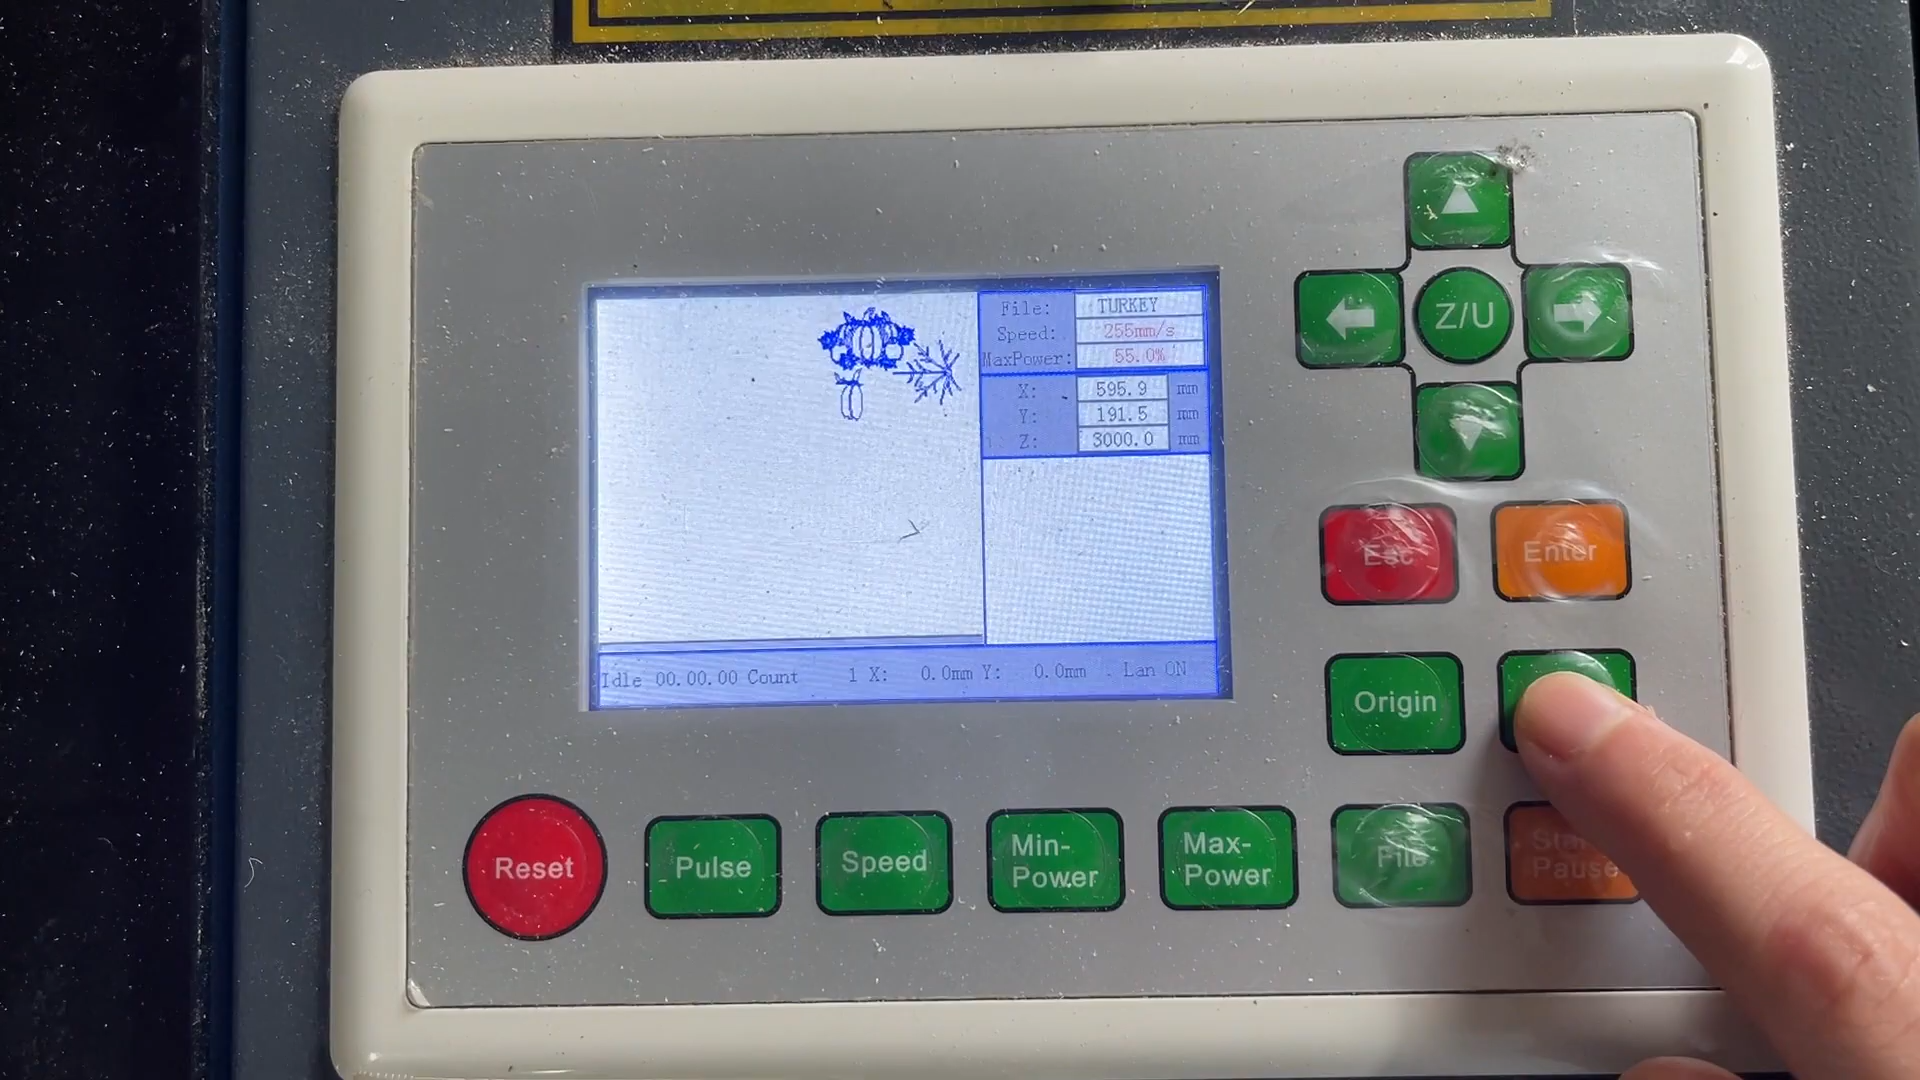 File: TURKEY
Speed: 255mm/s
MaxPower: 55.0%
X: 595.9 mm
Y: 191.5 mm
Z: 3000.0 mm
Idle 00.00.00 Count 1 X: 0.0mm Y: 0.0mm Lan ON
Z/U
Esc
Enter
Origin
Reset
Pulse
Speed
Min-
Power
Max-
Power
File
Pause